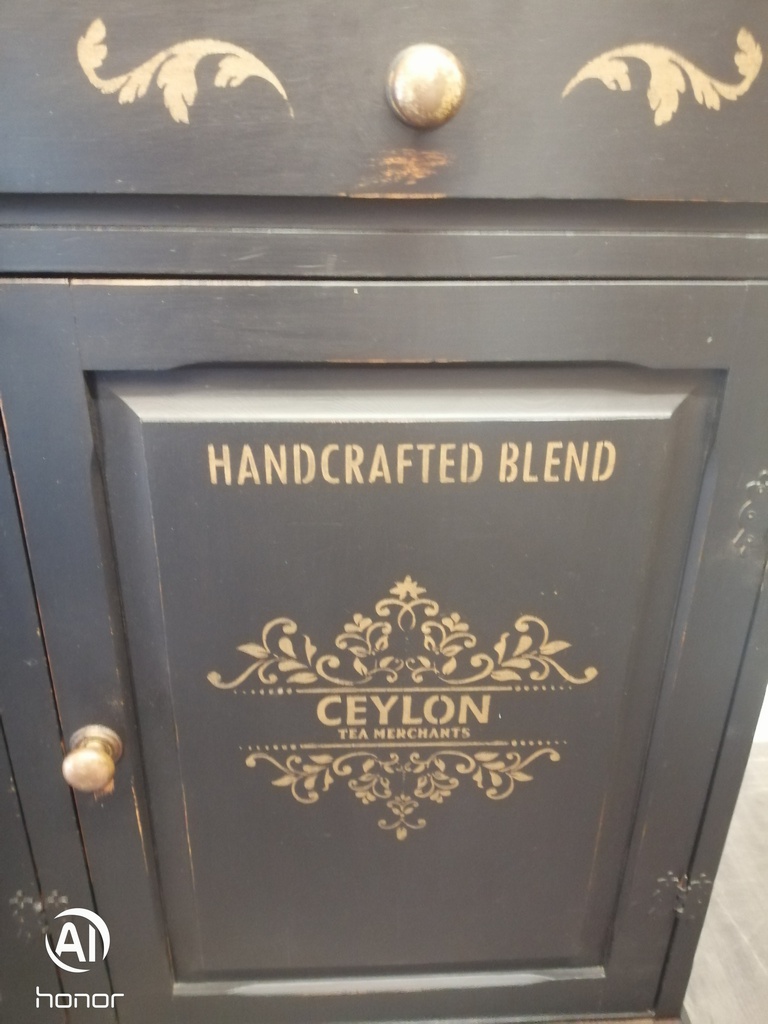 HANDCRAFTED BLEND
CEYLON
TEA MERCHANTS
AI
honor